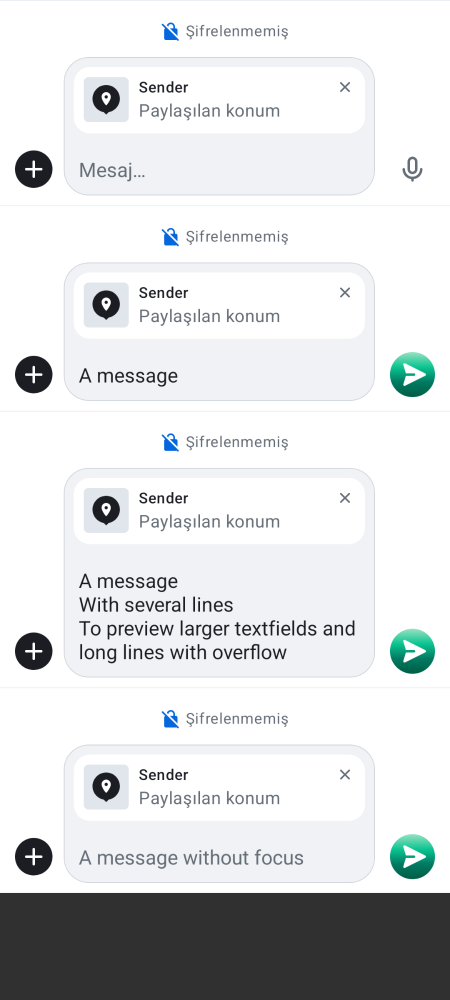 Şifrelenmemiş
Sender
Paylaşılan konum
Mesaj…
Şifrelenmemiş
Sender
Paylaşılan konum
A message
Şifrelenmemiş
Sender
Paylaşılan konum
A message
With several lines
To preview larger textfields and
long lines with overflow
Şifrelenmemiş
Sender
Paylaşılan konum
A message without focus